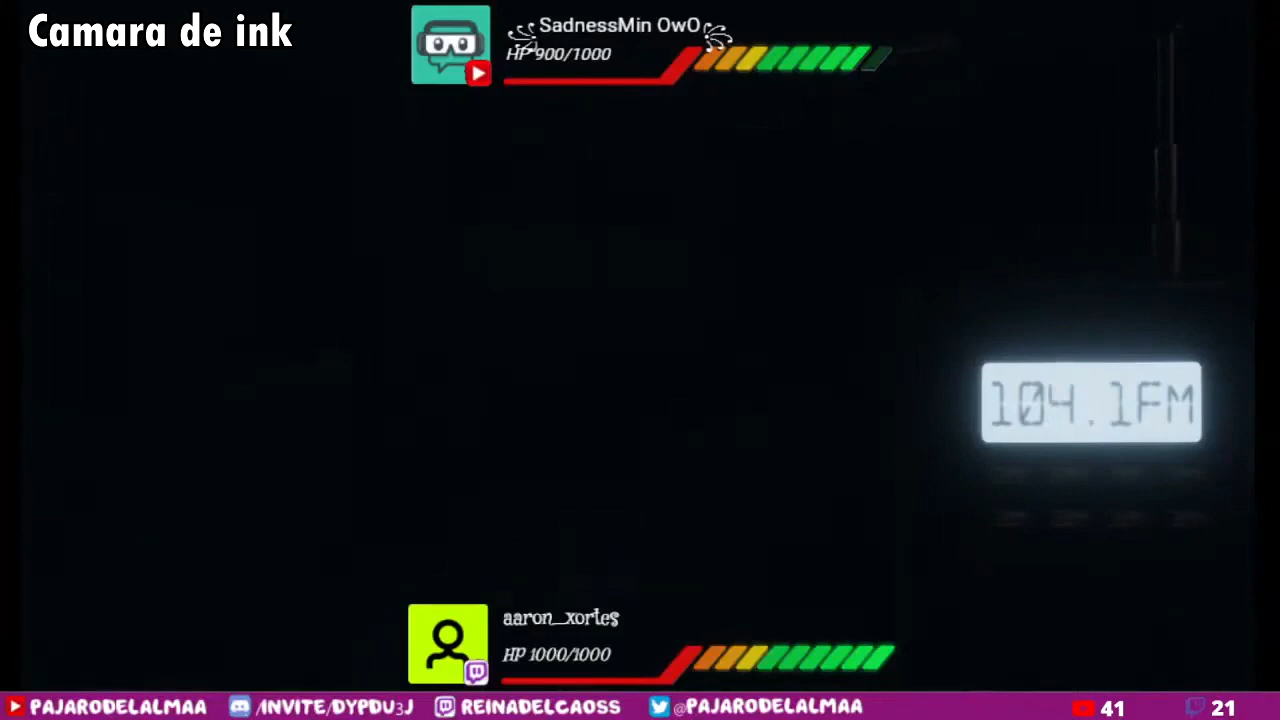 Camara de ink
SadnessMin OwO
HP 900/1000
104.1FM
aaron_xortes
HP 1000/1000
PAJARODELALMAA /INVITE/DYPDU3J REINADELCAOSS @PAJARODELALMAA 41 21